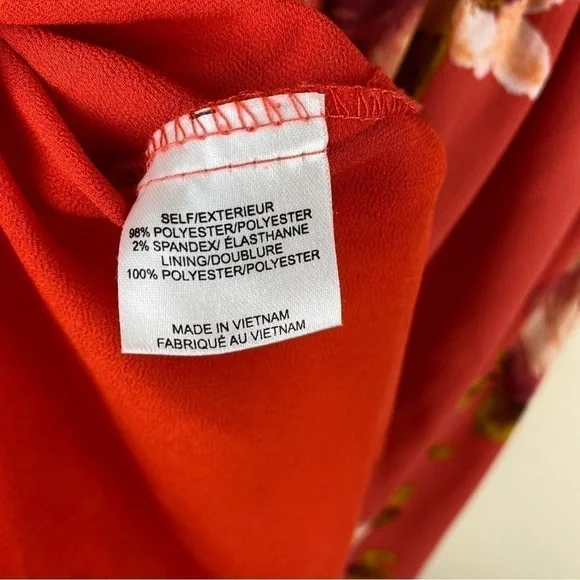 SELF/EXTERIEUR
98% POLYESTER/POLYESTER
2% SPANDEX/ ÉLASTHANNE
LINING/DOUBLURE
100% POLYESTER/POLYESTER
MADE IN VIETNAM
FABRIQUÉ AU VIETNAM